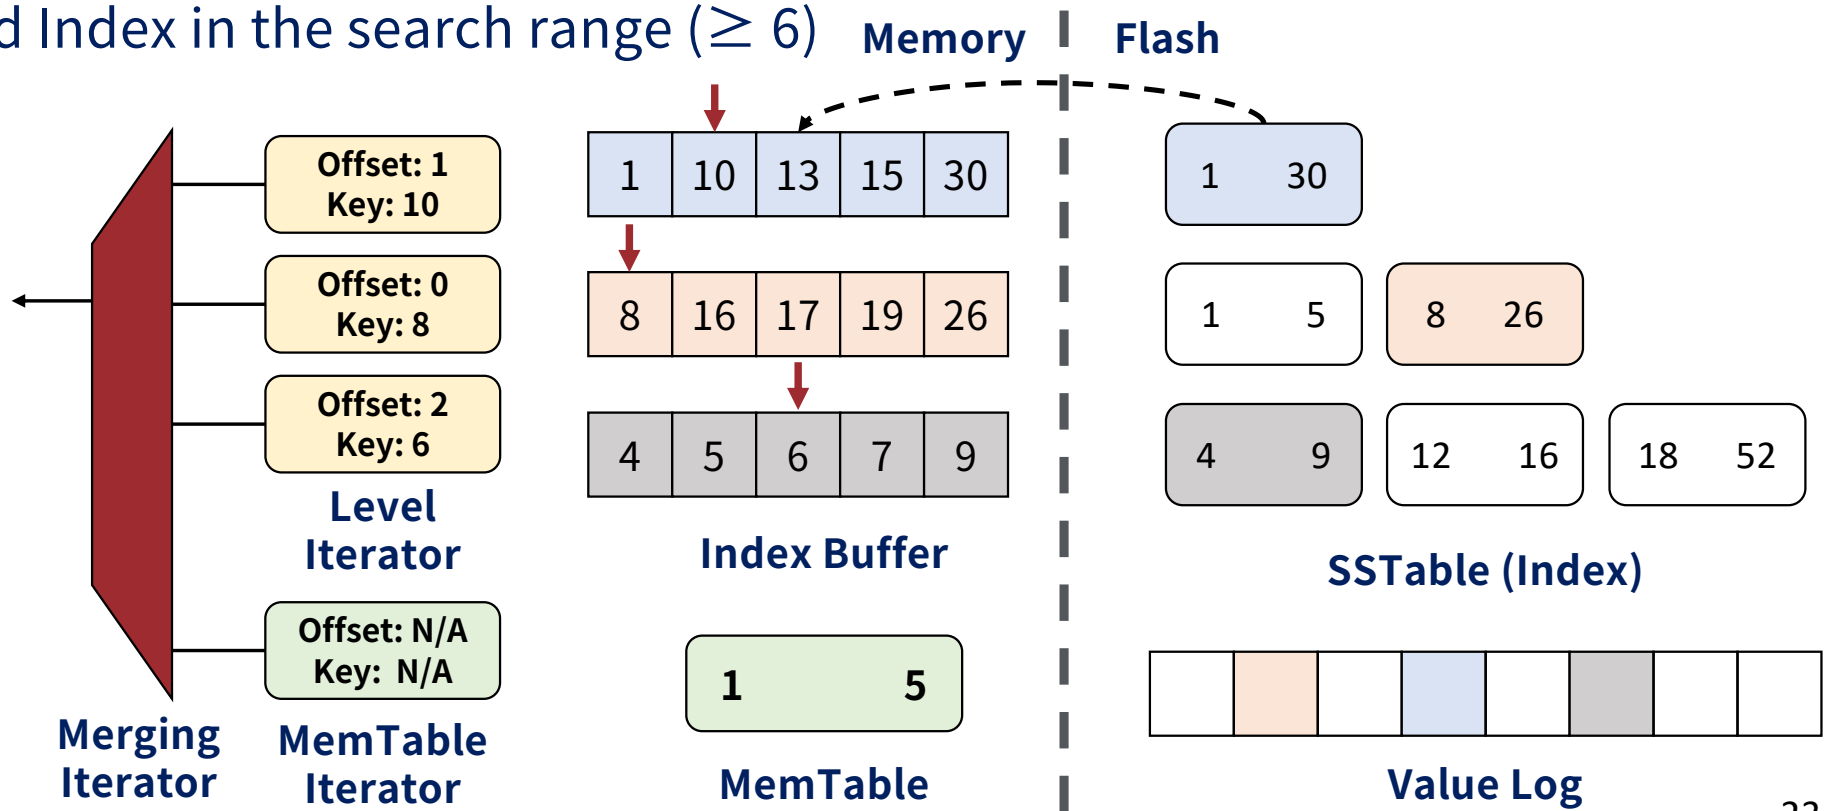 d Index in the search range (≥ 6)
Memory
Flash
Offset: 1
Key: 10
1 10 13 15 30
1 30
Offset: 0
Key: 8
8 16 17 19 26
1 5
8 26
Offset: 2
Key: 6
4 5 6 7 9
4 9
12 16
18 52
Level
Iterator
Index Buffer
SSTable (Index)
Offset: N/A
Key: N/A
1 5
Merging
Iterator
MemTable
Iterator
MemTable
Value Log